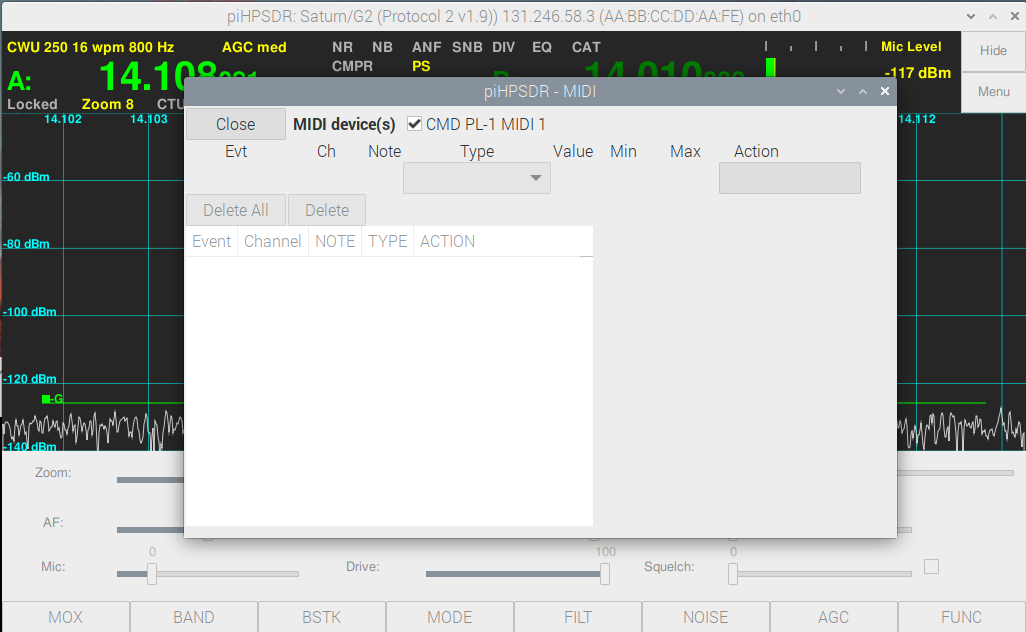 piHPSDR: Saturn/G2 (Protocol 2 v1.9)) 131.246.58.3 (AA:BB:CC:DD:AA:FE) on eth0
CWU 250 16 wpm 800 Hz AGC med NR NB ANF SNB DIV EQ CAT Mic Level Hide
CMPR PS
A: 14.108 -117 dBm
Locked Zoom 8 CTU Menu
piHPSDR - MIDI
14.102 14.103 14.112
Close MIDI device(s) CMD PL-1 MIDI 1
Evt Ch Note Type Value Min Max Action
-60 dBm
Delete All Delete
Event Channel NOTE TYPE ACTION
-80 dBm
-100 dBm
-120 dBm
-G
-140 dBm
Zoom:
AF:
0 100 0
Mic: Drive: Squelch:
MOX BAND BSTK MODE FILT NOISE AGC FUNC